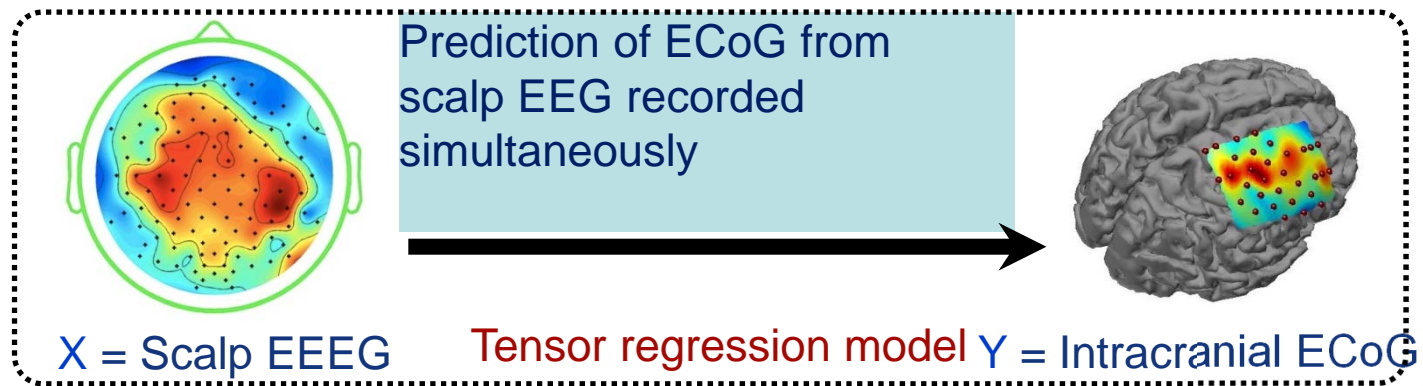 Prediction of ECoG from
scalp EEG recorded
simultaneously
X = Scalp EEEG
Tensor regression model
Y = Intracranial ECoG